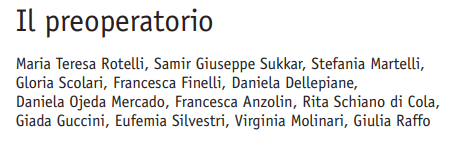 Il preoperatorio
Maria Teresa Rotelli, Samir Giuseppe Sukkar, Stefania Martelli,
Gloria Scolari, Francesca Finelli, Daniela Dellepiane,
Daniela Ojeda Mercado, Francesca Anzolin, Rita Schiano di Cola,
Giada Guccini, Eufemia Silvestri, Virginia Molinari, Giulia Raffo